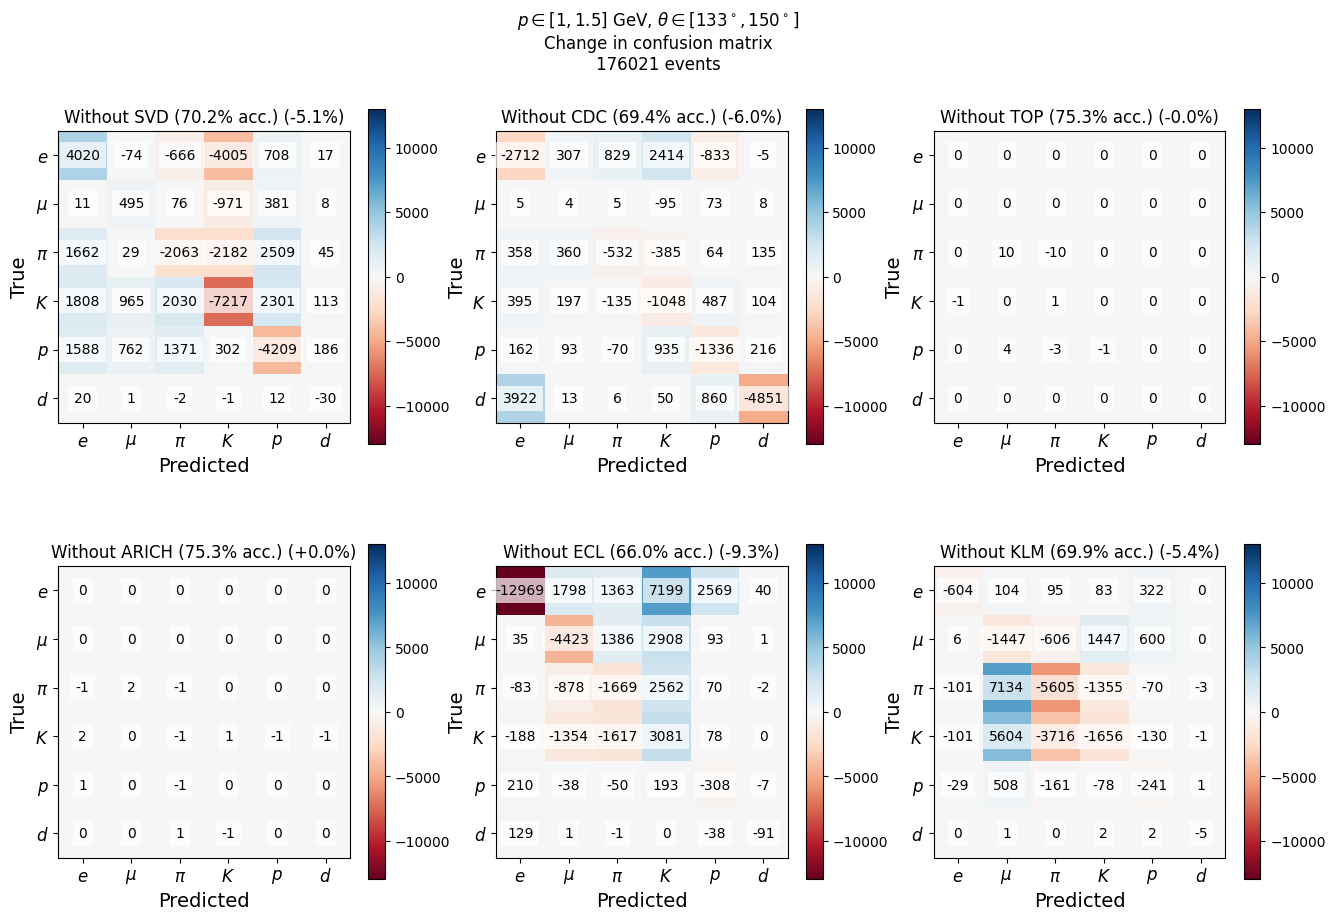 p ∈ [1, 1.5] GeV, θ ∈ [133°, 150°]
Change in confusion matrix
176021 events
Without SVD (70.2% acc.) (-5.1%)
e 4020 -74 -666 -4005 708 17
μ 11 495 76 -971 381 8
π 1662 29 -2063 -2182 2509 45
K 1808 965 2030 -7217 2301 113
p 1588 762 1371 302 -4209 186
d 20 1 -2 -1 12 -30
e μ π K p d
Predicted
True
10000
5000
0
−5000
−10000
Without CDC (69.4% acc.) (-6.0%)
e -2712 307 829 2414 -833 -5
μ 5 4 5 -95 73 8
π 358 360 -532 -385 64 135
K 395 197 -135 -1048 487 104
p 162 93 -70 935 -1336 216
d 3922 13 6 50 860 -4851
e μ π K p d
Predicted
True
10000
5000
0
−5000
−10000
Without TOP (75.3% acc.) (-0.0%)
e 0 0 0 0 0 0
μ 0 0 0 0 0 0
π 0 10 -10 0 0 0
K -1 0 1 0 0 0
p 0 4 -3 -1 0 0
d 0 0 0 0 0 0
e μ π K p d
Predicted
True
10000
5000
0
−5000
−10000
Without ARICH (75.3% acc.) (+0.0%)
e 0 0 0 0 0 0
μ 0 0 0 0 0 0
π -1 2 -1 0 0 0
K 2 0 -1 1 -1 -1
p 1 0 -1 0 0 0
d 0 0 1 -1 0 0
e μ π K p d
Predicted
True
10000
5000
0
−5000
−10000
Without ECL (66.0% acc.) (-9.3%)
e -12969 1798 1363 7199 2569 40
μ 35 -4423 1386 2908 93 1
π -83 -878 -1669 2562 70 -2
K -188 -1354 -1617 3081 78 0
p 210 -38 -50 193 -308 -7
d 129 1 -1 0 -38 -91
e μ π K p d
Predicted
True
10000
5000
0
−5000
−10000
Without KLM (69.9% acc.) (-5.4%)
e -604 104 95 83 322 0
μ 6 -1447 -606 1447 600 0
π -101 7134 -5605 -1355 -70 -3
K -101 5604 -3716 -1656 -130 -1
p -29 508 -161 -78 -241 1
d 0 1 0 2 2 -5
e μ π K p d
Predicted
True
10000
5000
0
−5000
−10000